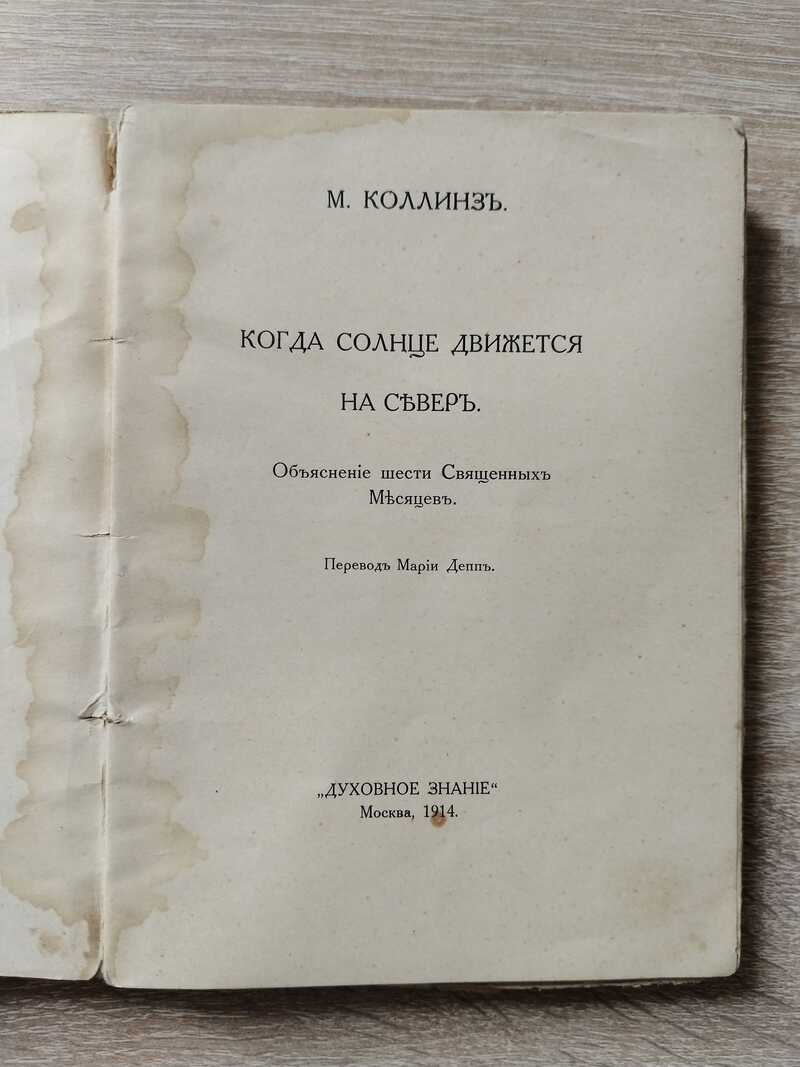 М. КОЛЛИНЗЪ.
КОГДА СОЛНЦЕ ДВИЖЕТСЯ
НА СѢВЕРЪ.
Объясненіе шести Священныхъ
Мѣсяцевъ.
Переводъ Маріи Деппъ.
„ДУХОВНОЕ ЗНАНІЕ“
Москва, 1914.